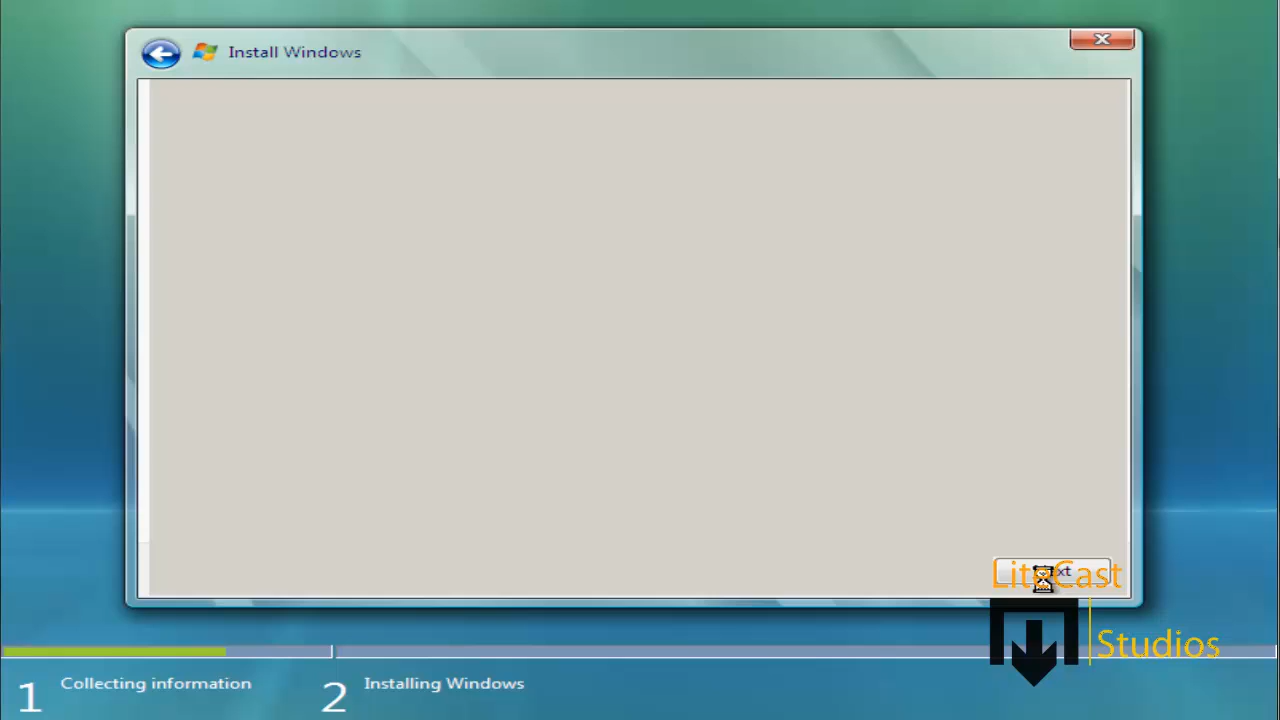 Install Windows
LiteCast
Studios
1 Collecting information
2 Installing Windows